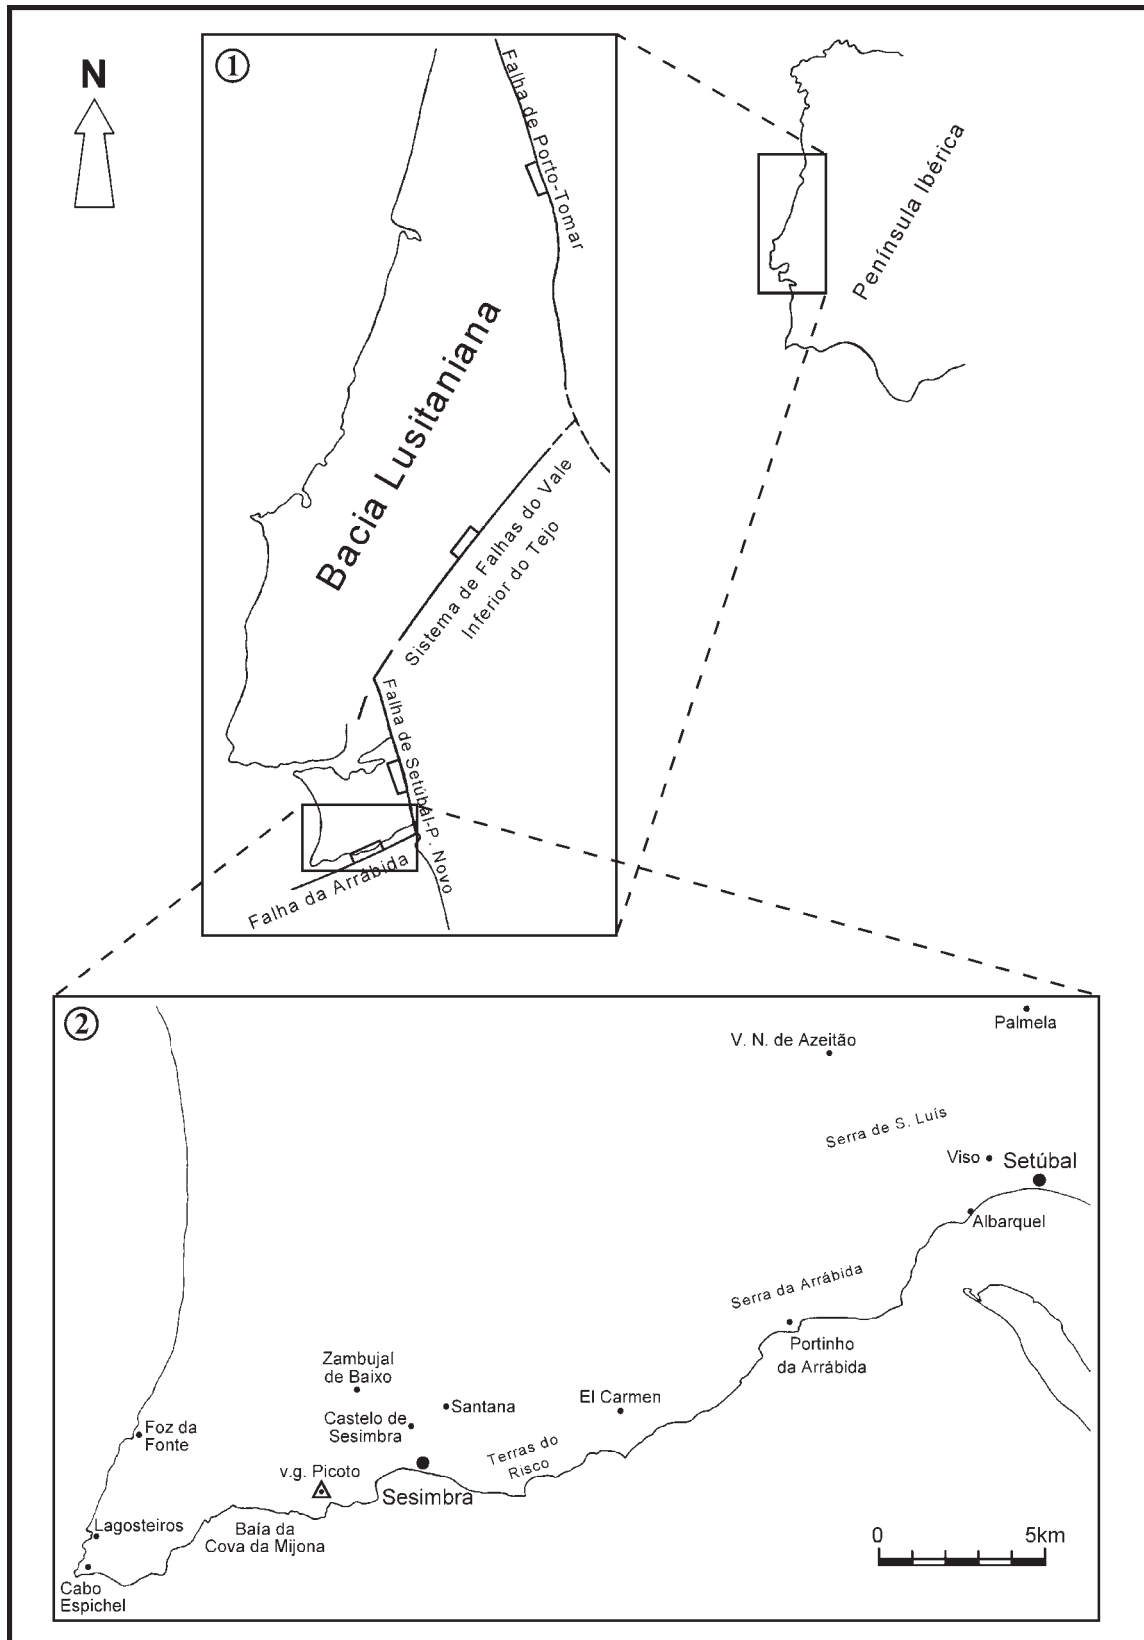 N
1
Falha de Porto-Tomar
Península Ibérica
Bacia Lusitaniana
Sistema de Falhas do Vale
Inferior do Tejo
Falha de Setúbal-P. Novo
Falha da Arrábida
2
Palmela
V. N. de Azeitão
Serra de S. Luís
Viso
Setúbal
Albarquel
Serra da Arrábida
Portinho
da Arrábida
Zambujal
de Baixo
Santana
El Carmen
Castelo de
Sesimbra
Foz da
Fonte
Terras do
Risco
v.g. Picoto
Sesimbra
Lagosteiros
Baía da
Cova da Mijona
0 5km
Cabo
Espichel